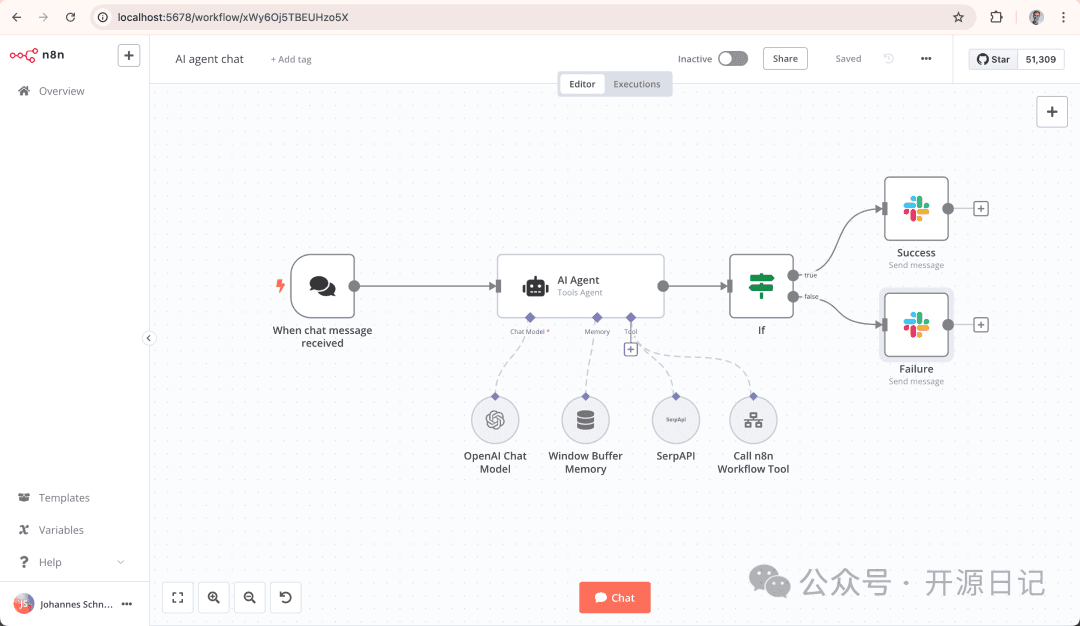 localhost:5678/workflow/xWy6Oj5TBEUHzo5X
n8n
AI agent chat
+ Add tag
Inactive
Share
Saved
Star
51,309
Overview
Editor
Executions
Success
Send message
true
false
When chat message
received
AI Agent
Tools Agent
Chat Model *
Memory
Tool
If
Failure
Send message
SerpApi
OpenAI Chat
Model
Window Buffer
Memory
SerpAPI
Call n8n
Workflow Tool
Templates
Variables
? Help
JS
Johannes Schn...
Chat
公众号 · 开源日记